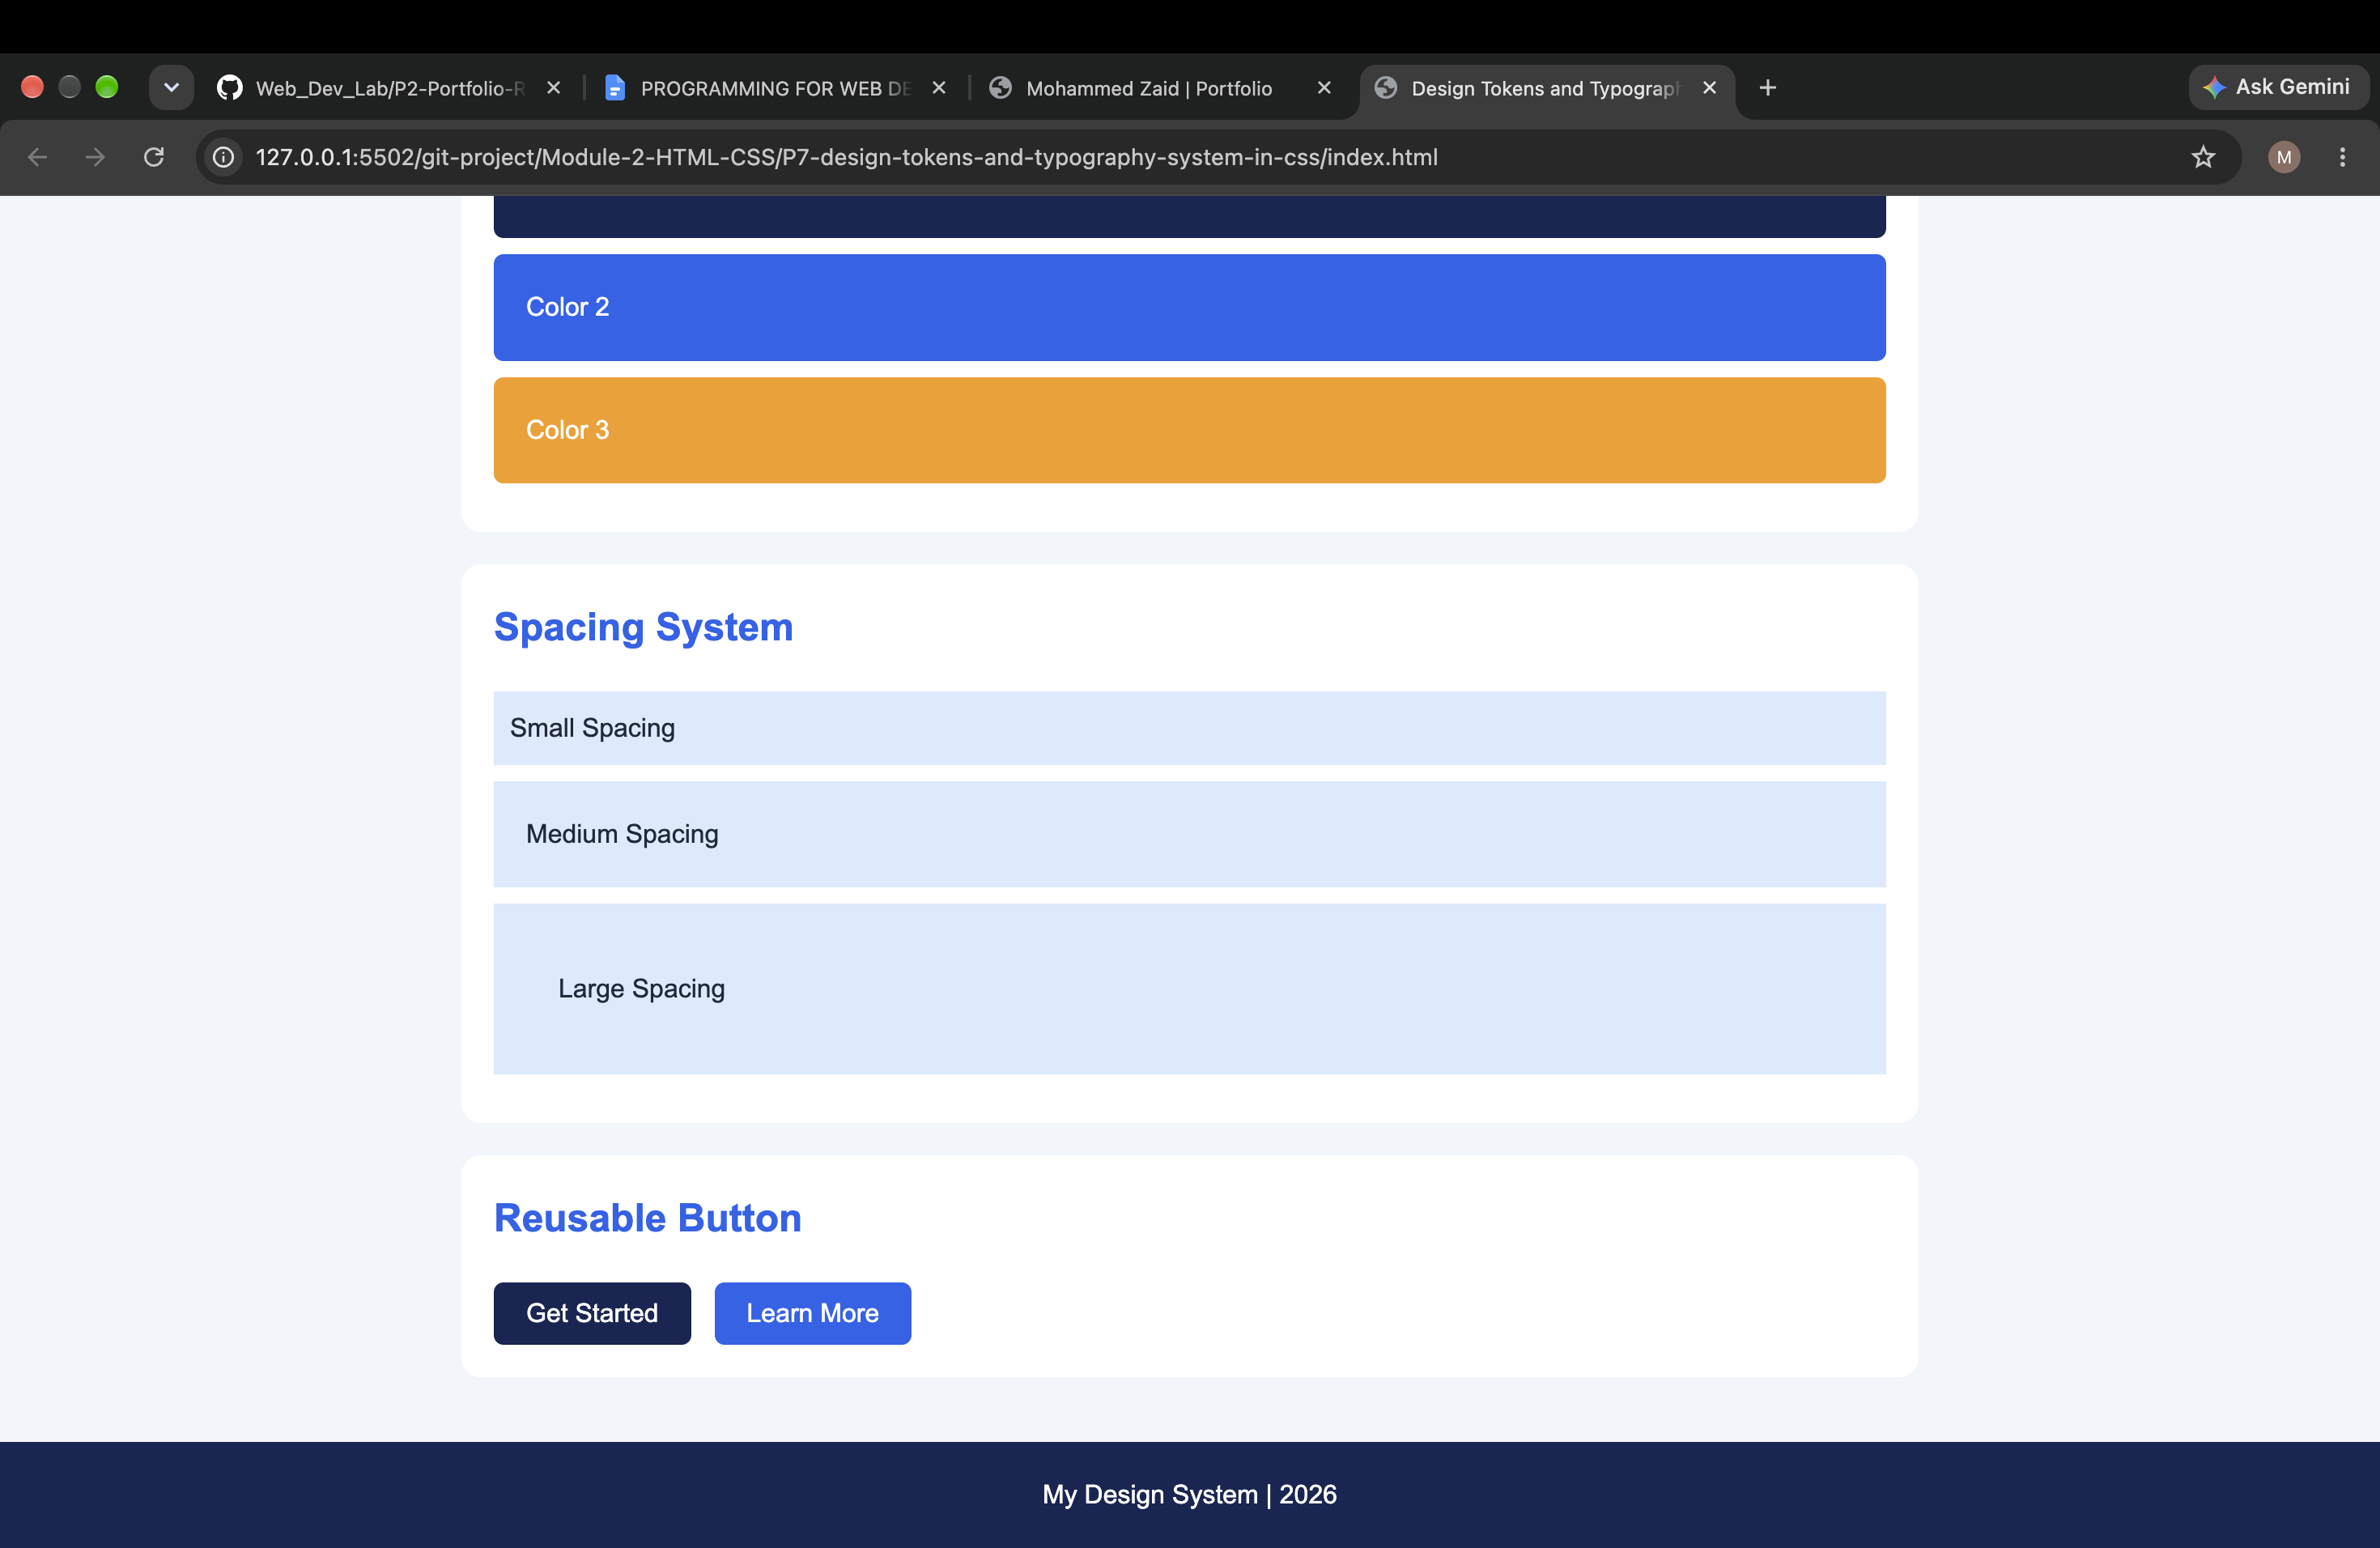 Web_Dev_Lab/P2-Portfolio-R
PROGRAMMING FOR WEB DE
Mohammed Zaid | Portfolio
Design Tokens and Typograph
Ask Gemini
127.0.0.1:5502/git-project/Module-2-HTML-CSS/P7-design-tokens-and-typography-system-in-css/index.html
M
Color 2
Color 3
Spacing System
Small Spacing
Medium Spacing
Large Spacing
Reusable Button
Get Started
Learn More
My Design System | 2026